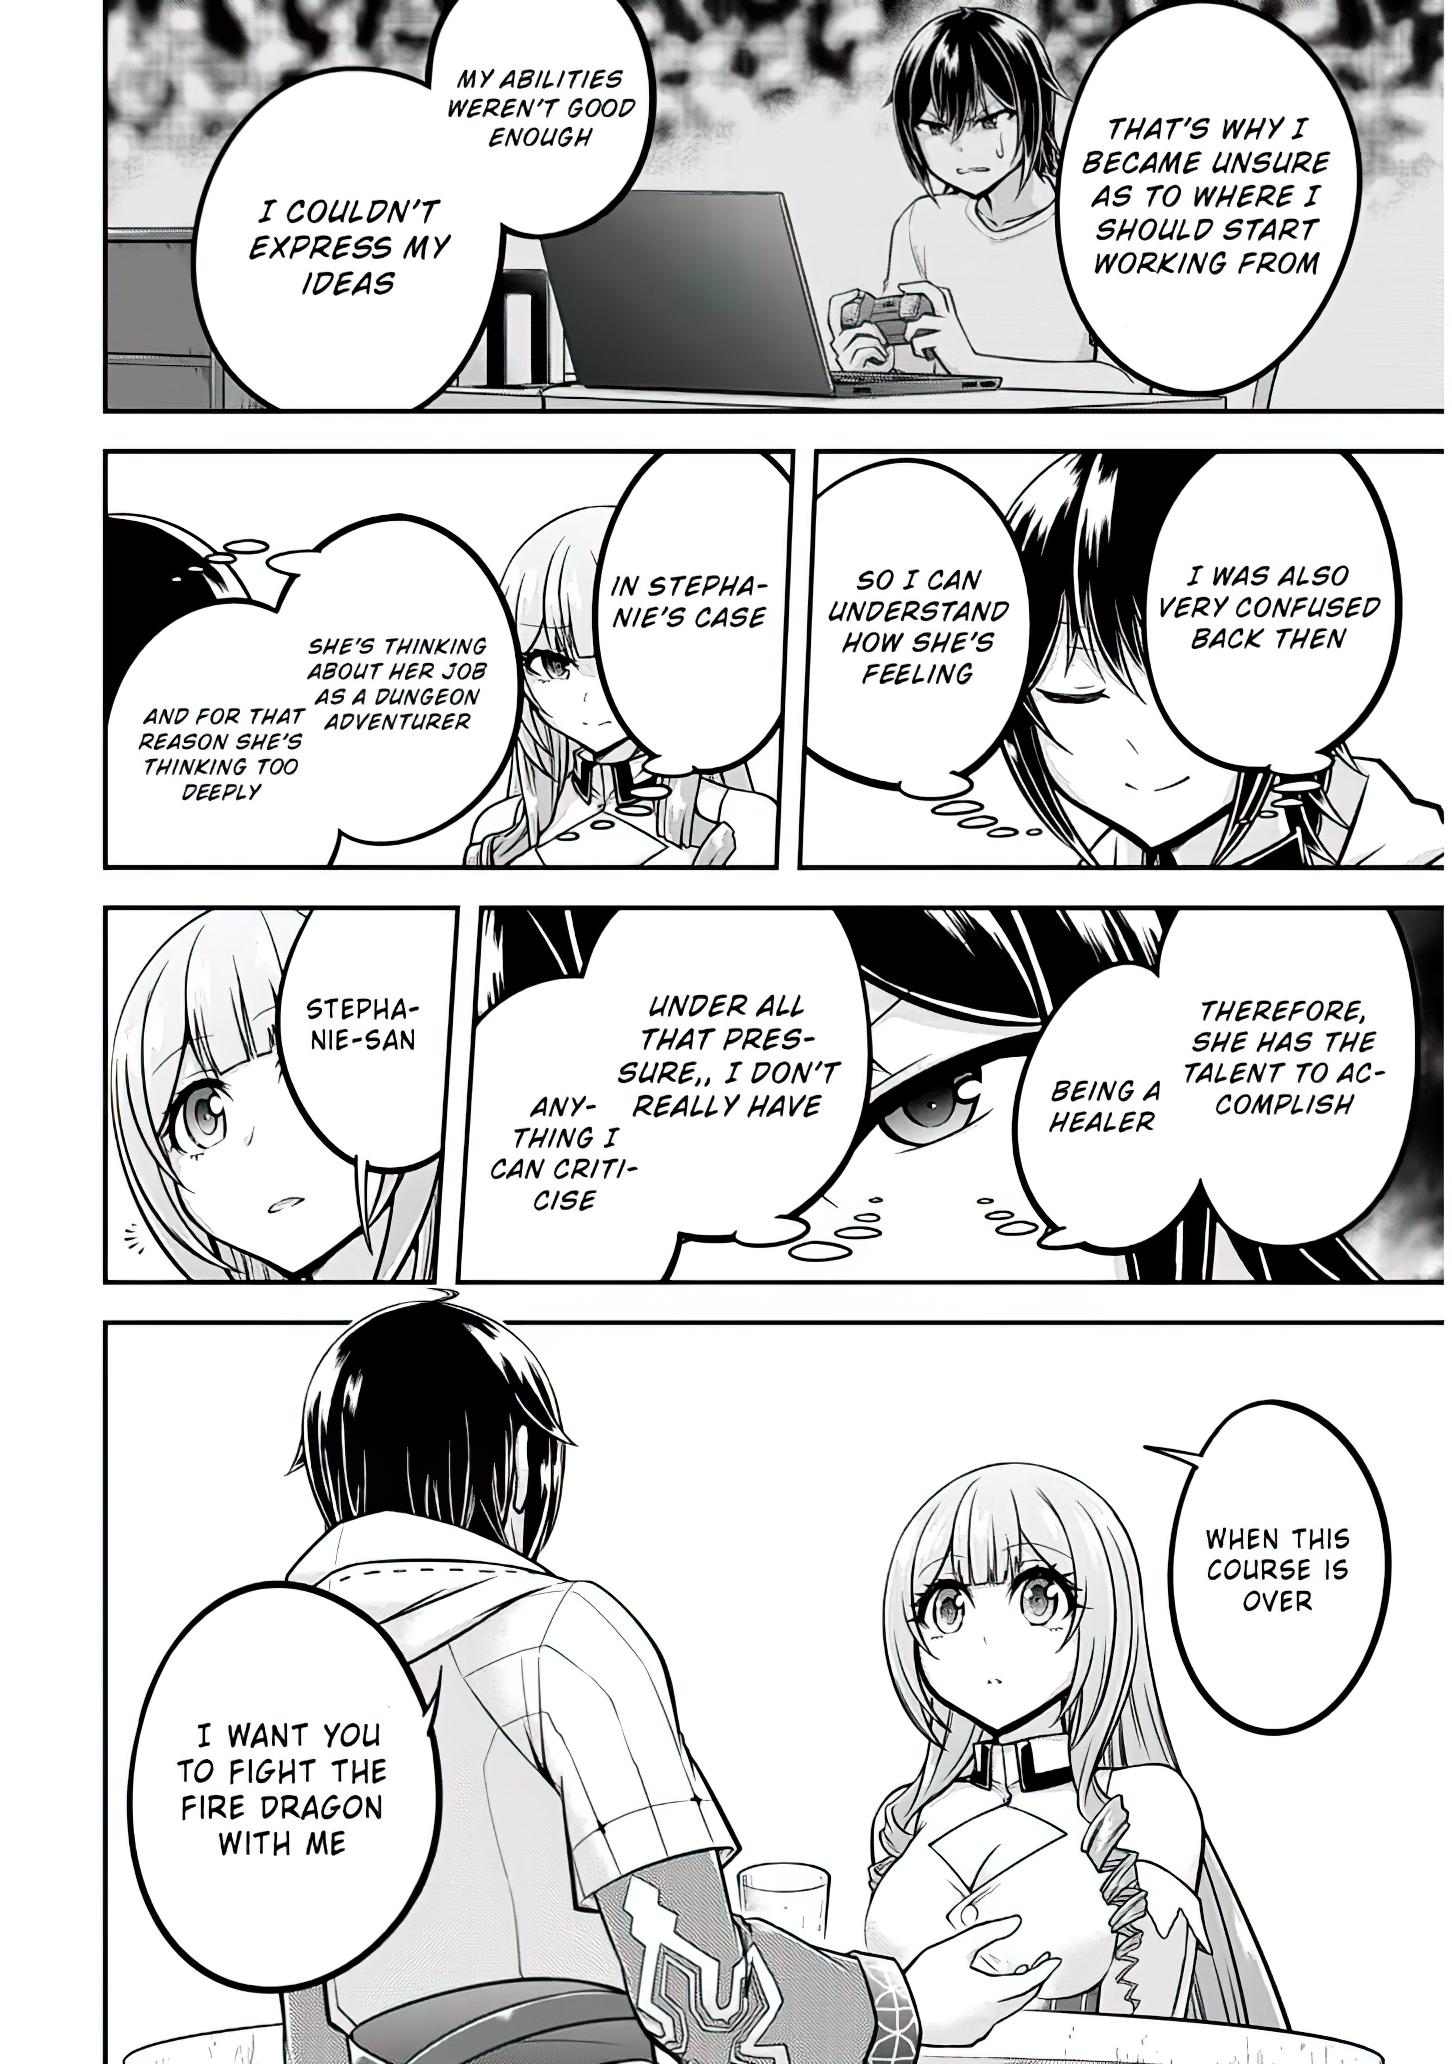 THAT'S WHY I
BECAME UNSURE
AS TO WHERE I
SHOULD START
WORKING FROM
MY ABILITIES
WEREN'T GOOD
ENOUGH
I COULDN'T
EXPRESS MY
IDEAS
I WAS ALSO
VERY CONFUSED
BACK THEN
SO I CAN
UNDERSTAND
HOW SHE'S
FEELING
IN STEPHA-
NIE'S CASE
SHE'S THINKING
ABOUT HER JOB
AS A DUNGEON
ADVENTURER
AND FOR THAT
REASON SHE'S
THINKING TOO
DEEPLY
THEREFORE,
SHE HAS THE
TALENT TO AC-
COMPLISH
BEING A
HEALER
UNDER ALL
THAT PRES-
SURE,, I DON'T
REALLY HAVE
ANY-
THING I
CAN CRITI-
CISE
STEPHA-
NIE-SAN
WHEN THIS
COURSE IS
OVER
I WANT YOU
TO FIGHT THE
FIRE DRAGON
WITH ME